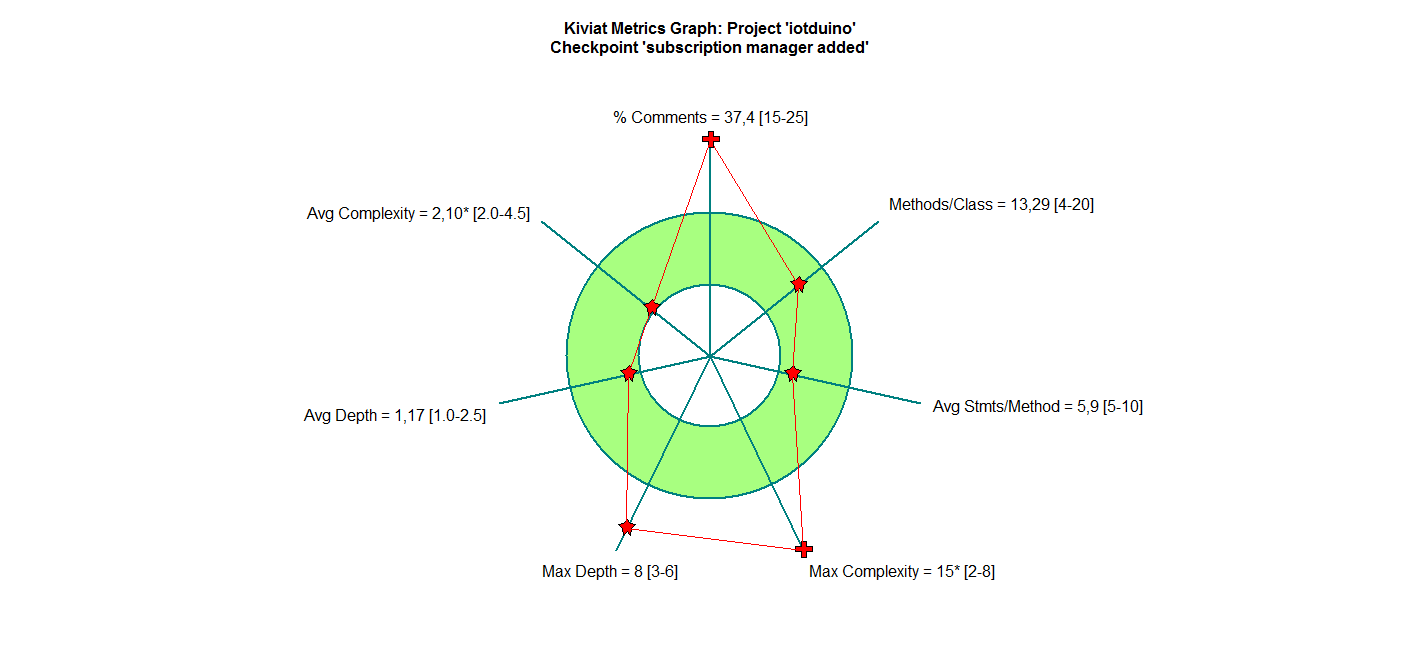 Kiviat Metrics Graph: Project 'iotduino'
Checkpoint 'subscription manager added'
% Comments = 37,4 [15-25]
Methods/Class = 13,29 [4-20]
Avg Complexity = 2,10* [2.0-4.5]
Avg Stmts/Method = 5,9 [5-10]
Avg Depth = 1,17 [1.0-2.5]
Max Depth = 8 [3-6]
Max Complexity = 15* [2-8]